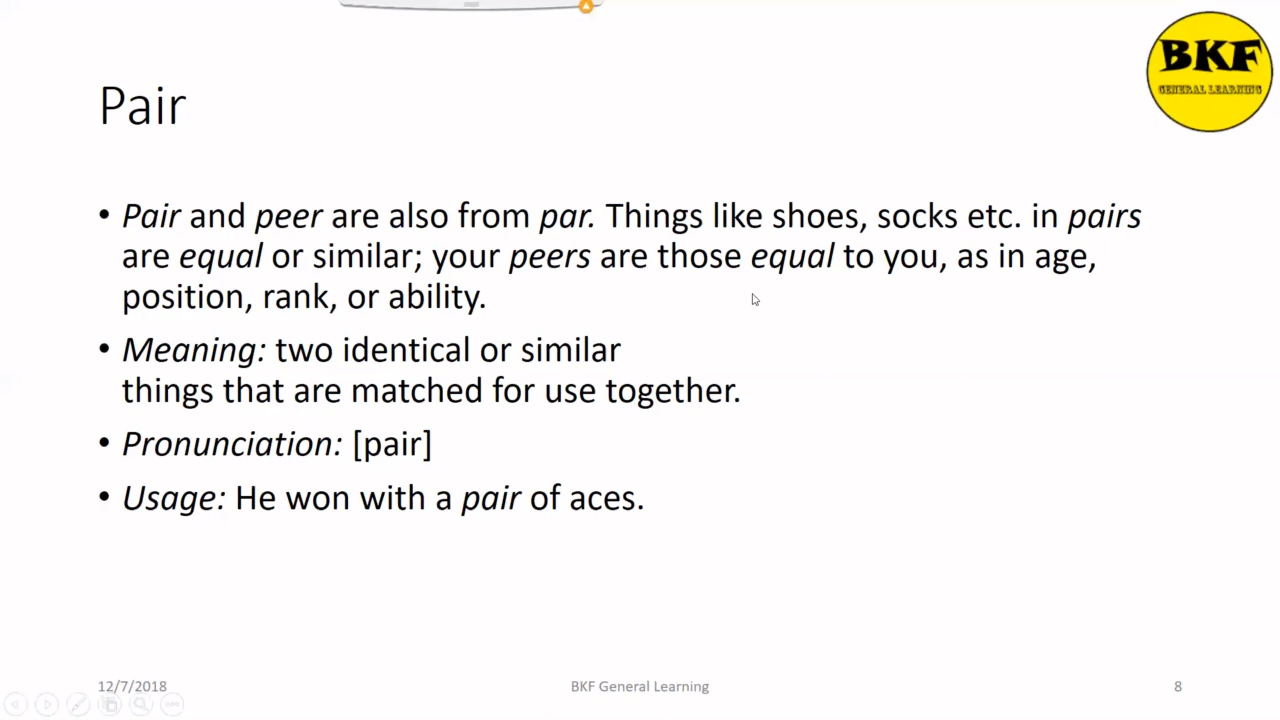 BKF
GENERAL LEARNING
Pair
• Pair and peer are also from par. Things like shoes, socks etc. in pairs
are equal or similar; your peers are those equal to you, as in age,
position, rank, or ability.
• Meaning: two identical or similar
things that are matched for use together.
• Pronunciation: [pair]
• Usage: He won with a pair of aces.
12/7/2018
BKF General Learning
8